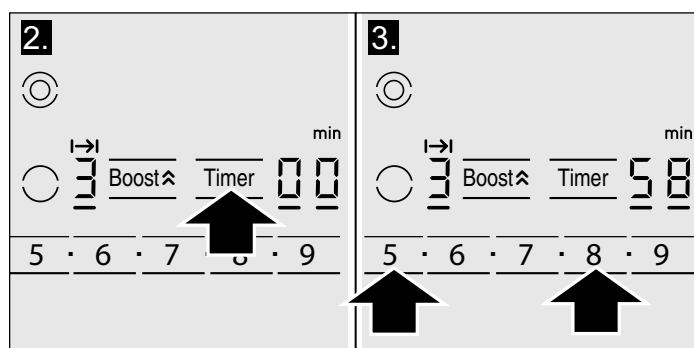 2.
min
3 Boost Timer 00
5 · 6 · 7 · 8 · 9
3.
min
3 Boost Timer 58
5 · 6 · 7 · 8 · 9